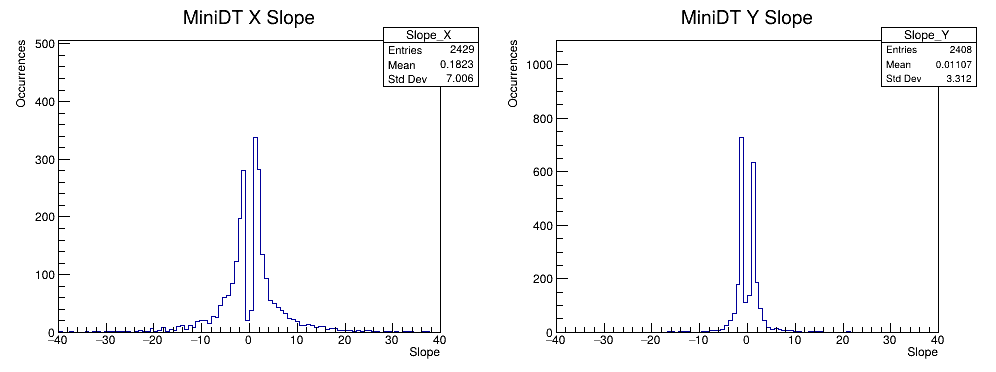 MiniDT X Slope
Slope_X
Entries 2429
Mean 0.1823
Std Dev 7.006
Occurrences
500
400
300
200
100
0
−40 −30 −20 −10 0 10 20 30 40
Slope
MiniDT Y Slope
Slope_Y
Entries 2408
Mean 0.01107
Std Dev 3.312
Occurrences
1000
800
600
400
200
0
−40 −30 −20 −10 0 10 20 30 40
Slope